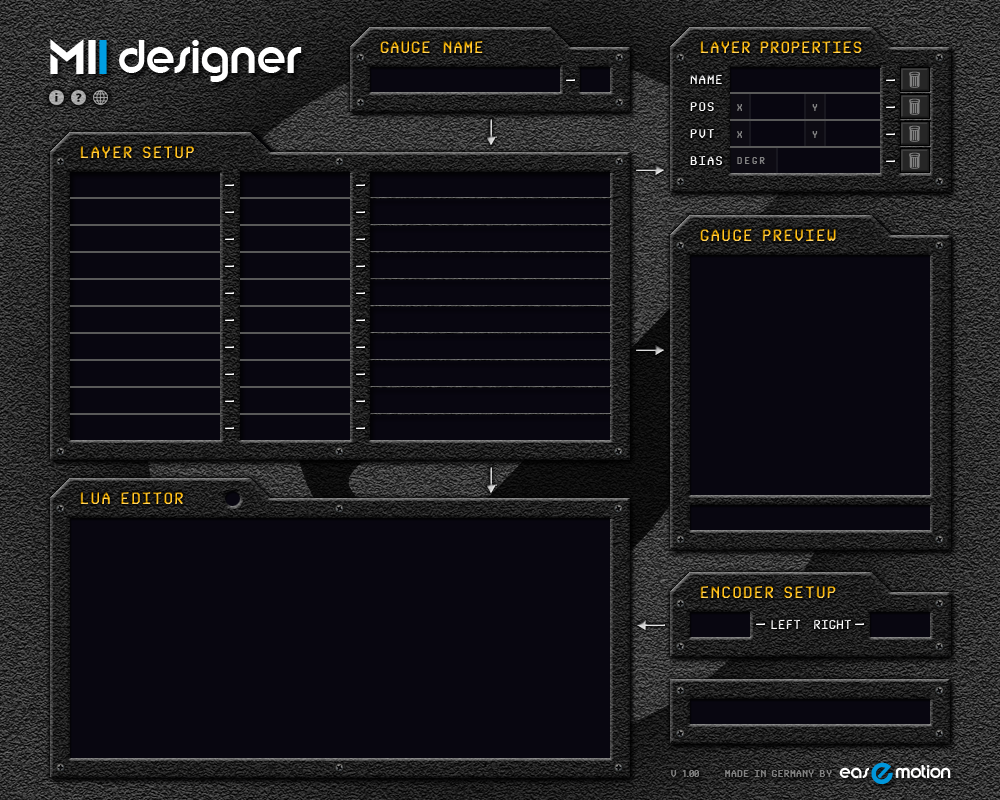 MII designer
i ? 
GAUGE NAME
LAYER SETUP
LUA EDITOR
LAYER PROPERTIES
NAME
POS X Y
PVT X Y
BIAS DEGR
GAUGE PREVIEW
ENCODER SETUP
LEFT RIGHT
V 1.00 MADE IN GERMANY BY easemotion